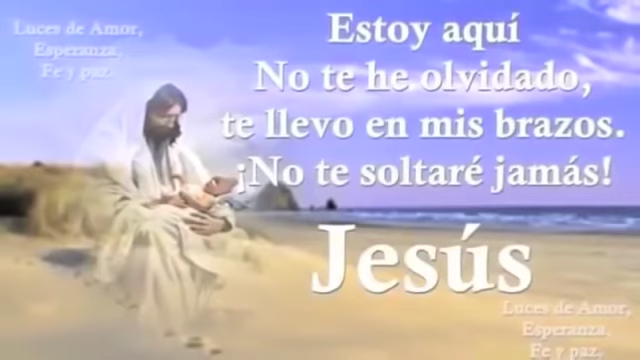 Luces de Amor,
Esperanza,
Fe y paz.
Estoy aquí
No te he olvidado,
te llevo en mis brazos.
¡No te soltaré jamás!
Jesús
Luces de Amor,
Esperanza,
Fe y paz.